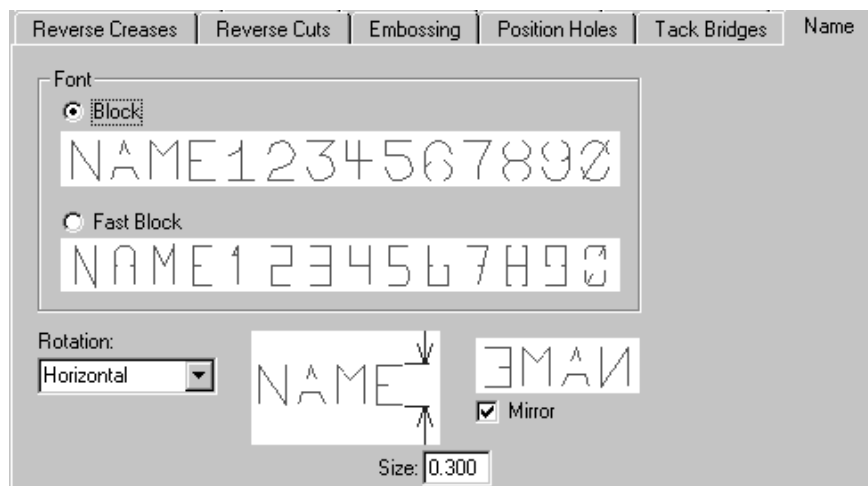 Reverse Creases Reverse Cuts Embossing Position Holes Tack Bridges Name
Font
Block
NAME1234567890
Fast Block
NAME1234567890
Rotation:
Horizontal
NAME
NAME
Mirror
Size: 0.300